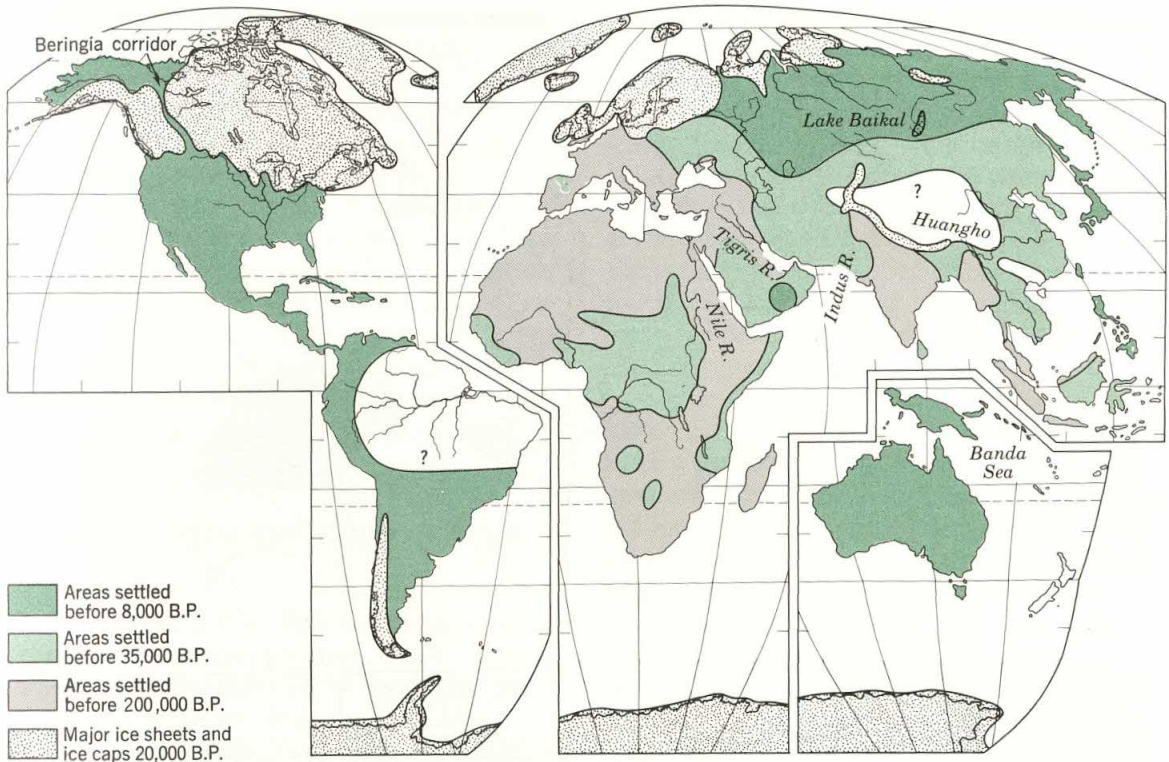 Beringia corridor
Lake Baikal
?
Huangho
Tigris R.
Indus R.
Nile R.
?
Banda
Sea
Areas settled
before 8,000 B.P.
Areas settled
before 35,000 B.P.
Areas settled
before 200,000 B.P.
Major ice sheets and
ice caps 20,000 B.P.